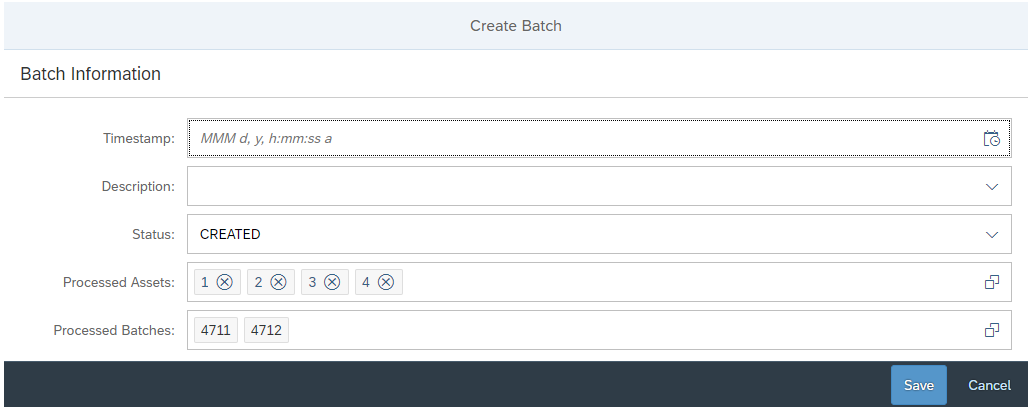 Create Batch
Batch Information
Timestamp: MMM d, y, h:mm:ss a
Description:
Status: CREATED
Processed Assets: 1 2 3 4
Processed Batches: 4711 4712
Save Cancel